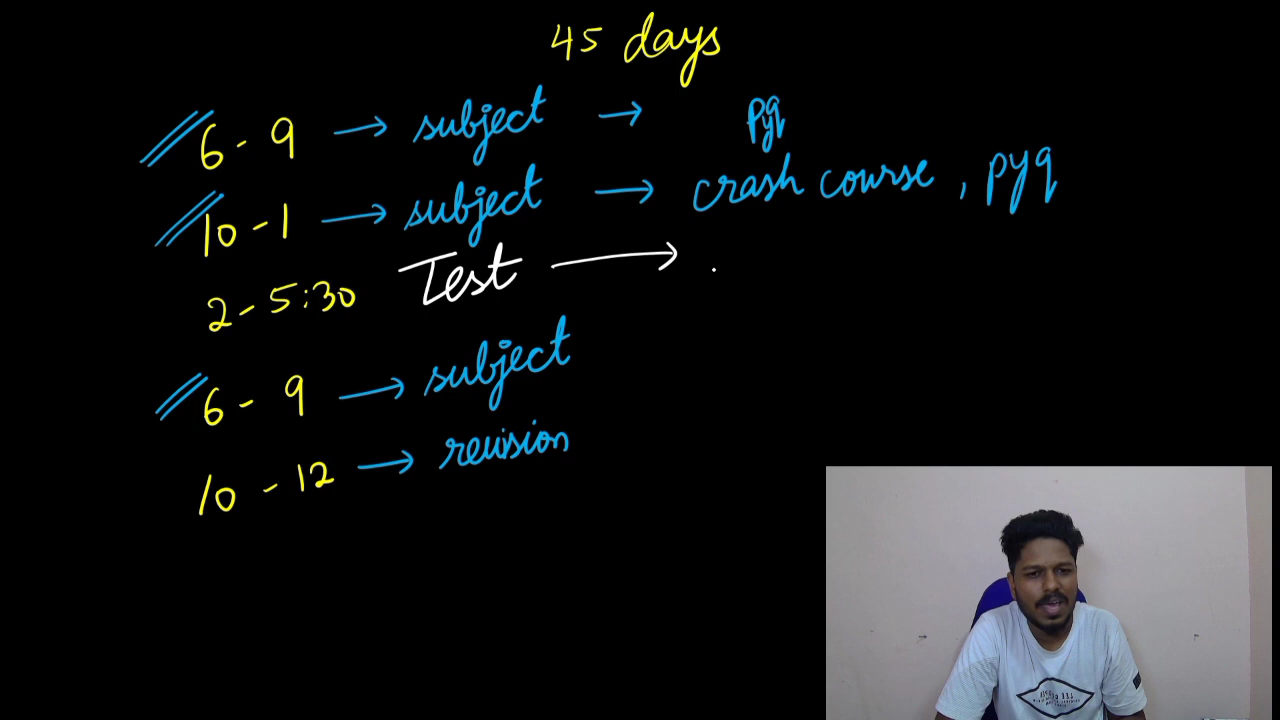 45 days
6 - 9 → subject → pyq
10 - 1 → subject → crash course, pyq
2 - 5:30 Test →
6 - 9 → subject
10 - 12 → revision